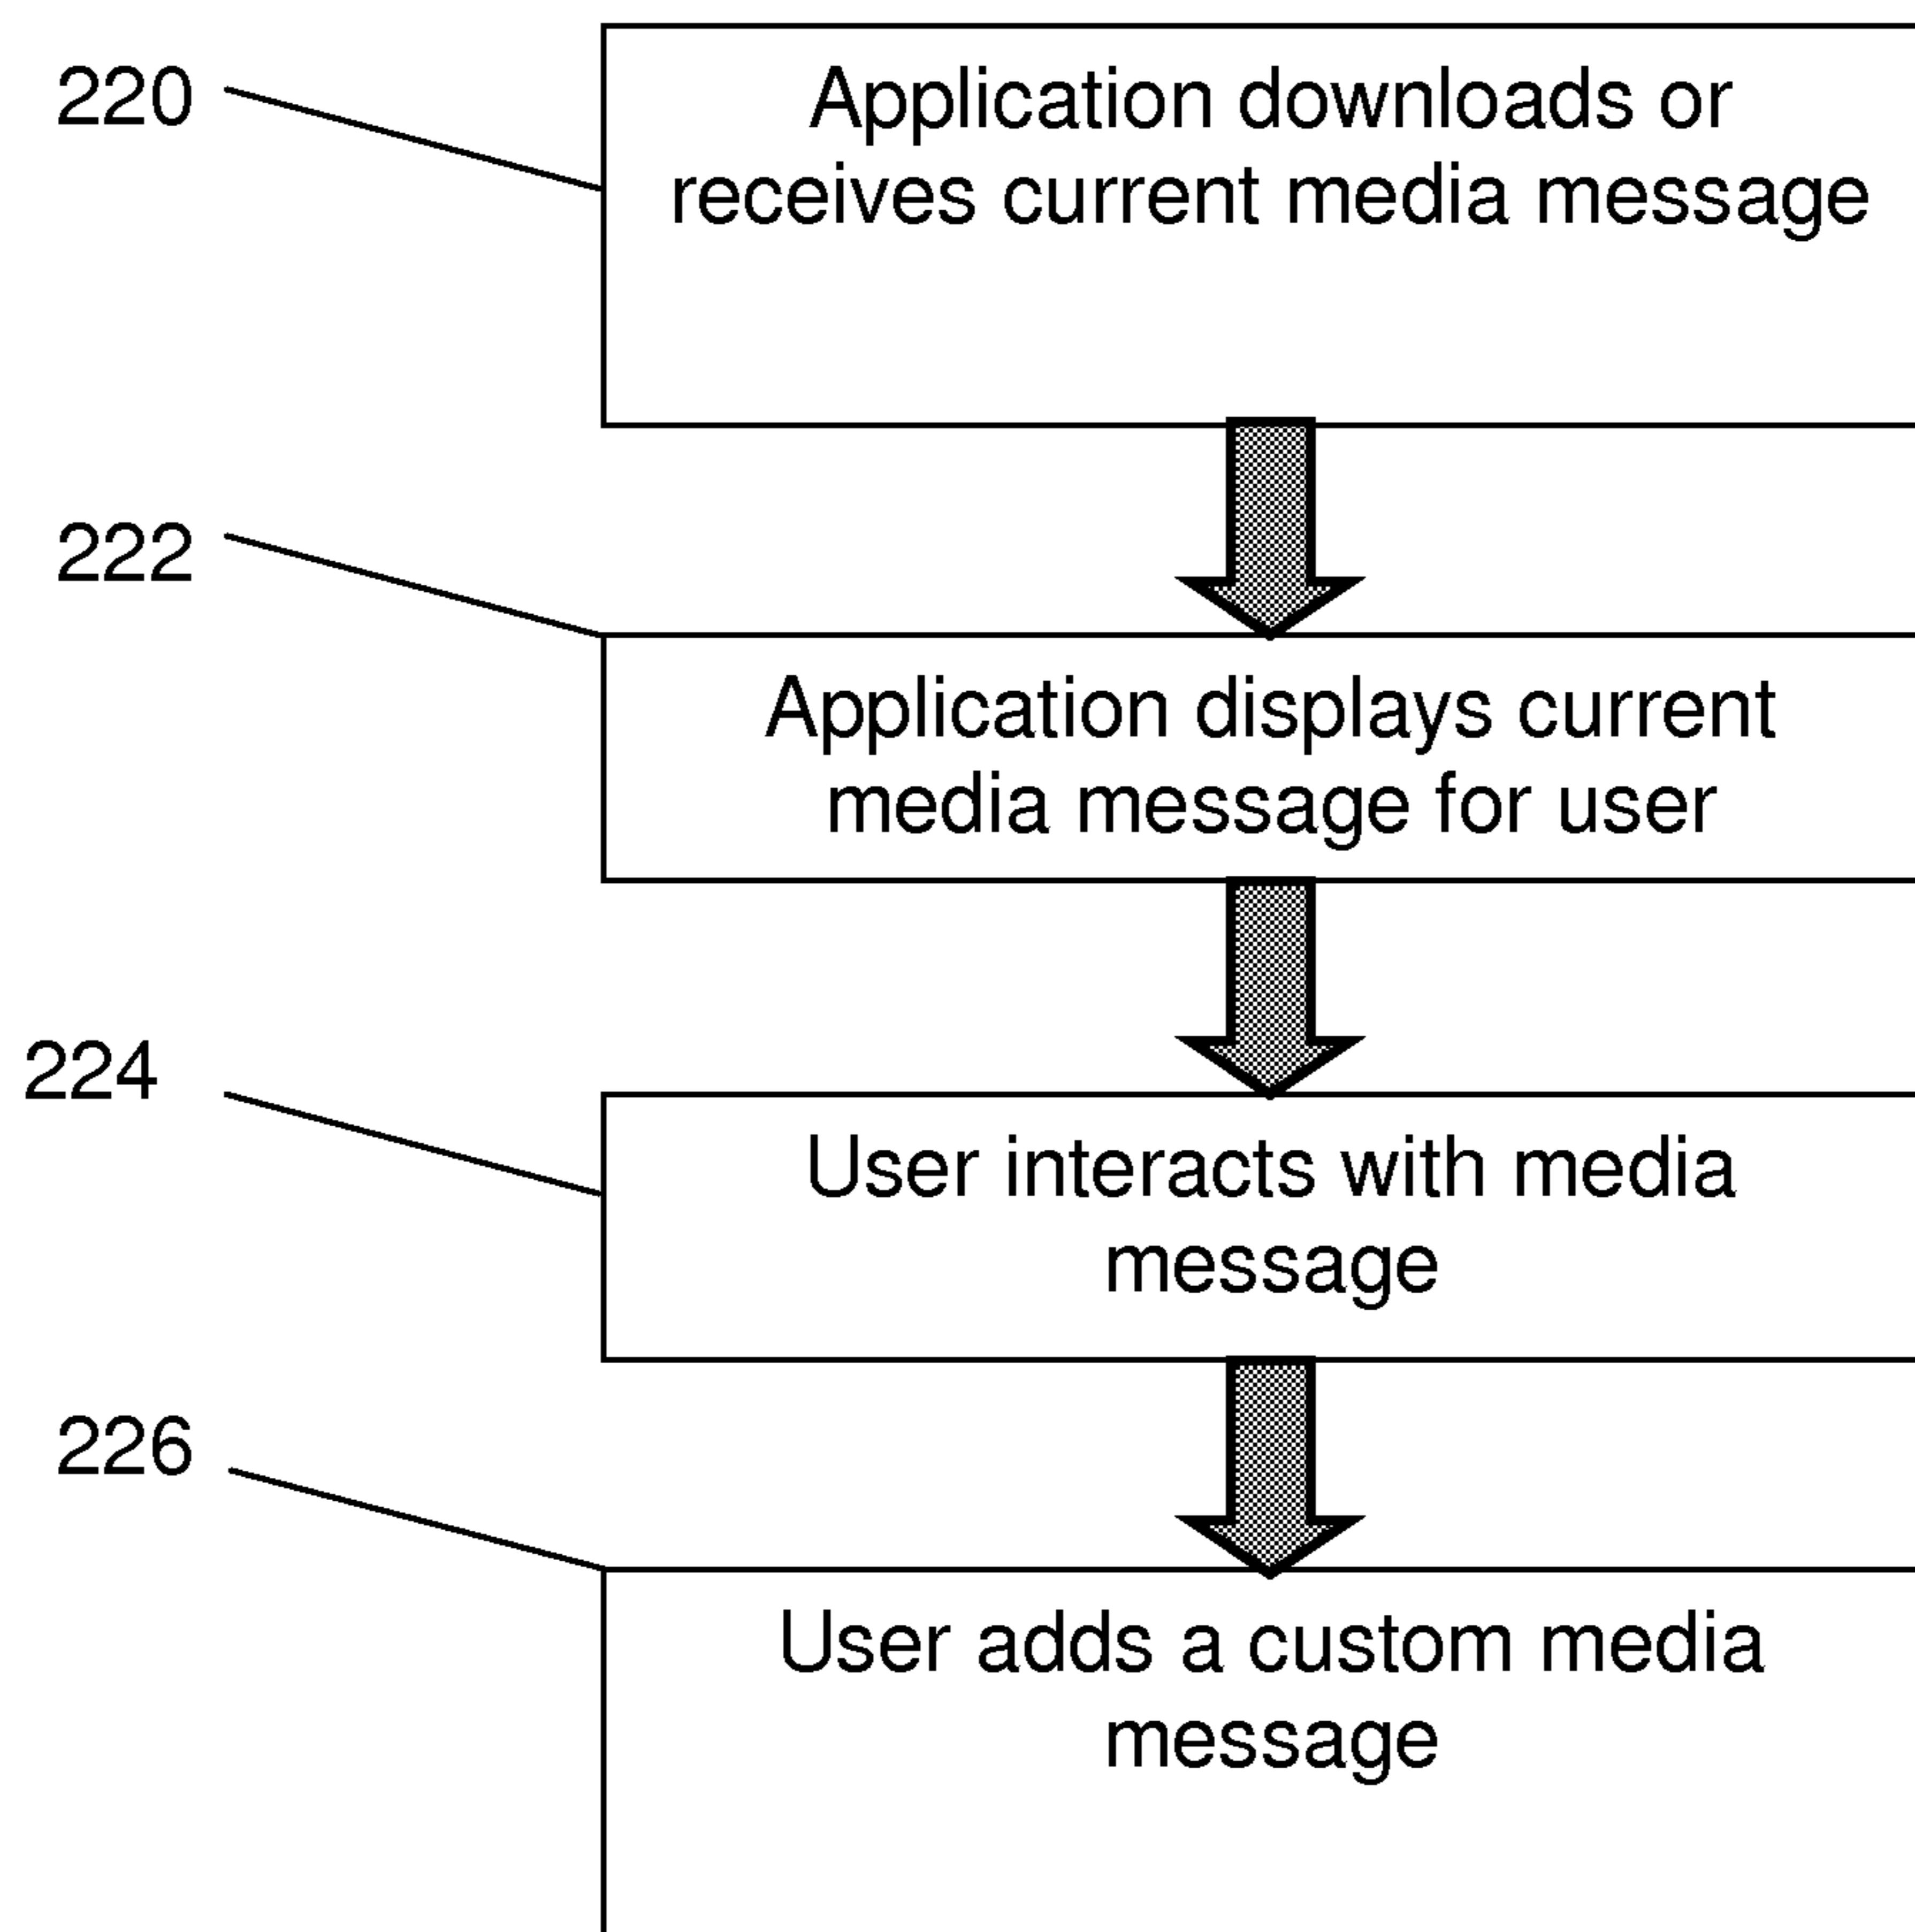 220
Application downloads or
receives current media message
222
Application displays current
media message for user
224
User interacts with media
message
226
User adds a custom media
message